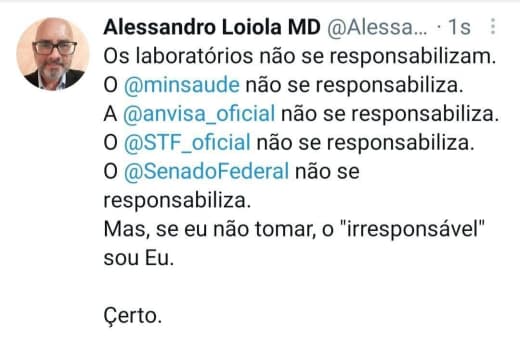 Alessandro Loiola MD @Alessa... · 1s
Os laboratórios não se responsabilizam.
O @minsaude não se responsabiliza.
A @anvisa_oficial não se responsabiliza.
O @STF_oficial não se responsabiliza.
O @SenadoFederal não se
responsabiliza.
Mas, se eu não tomar, o "irresponsável"
sou Eu.
Çerto.